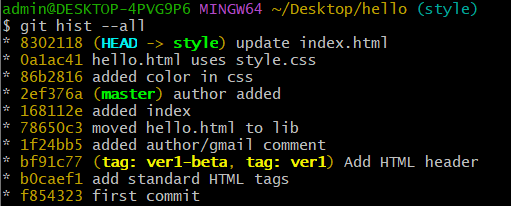 admin@DESKTOP-4PVG9P6 MINGW64 ~/Desktop/hello (style)
$ git hist --all
* 8302118 (HEAD -> style) update index.html
* 0a1ac41 hello.html uses style.css
* 86b2816 added color in css
* 2ef376a (master) author added
* 168112e added index
* 78650c3 moved hello.html to lib
* 1f24bb5 added author/gmail comment
* bf91c77 (tag: ver1-beta, tag: ver1) Add HTML header
* b0caef1 add standard HTML tags
* f854323 first commit